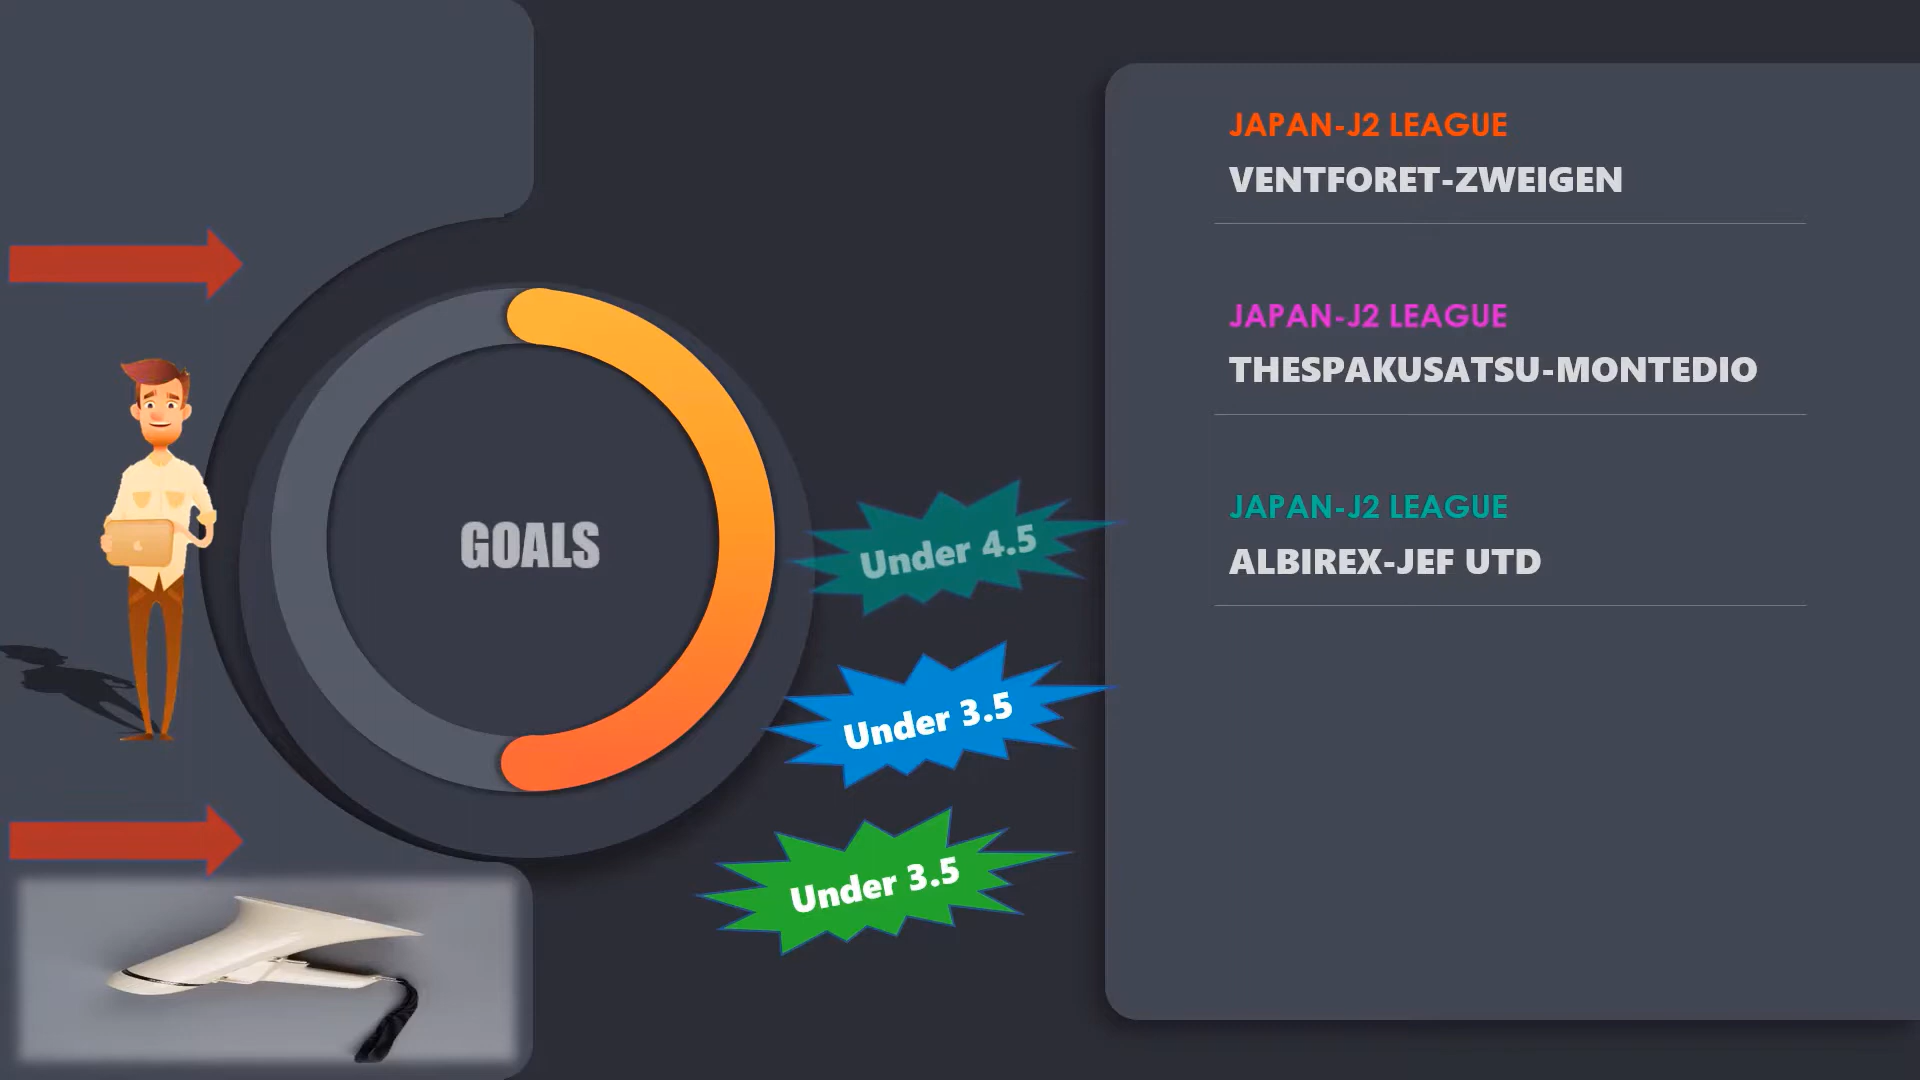 JAPAN-J2 LEAGUE
VENTFORET-ZWEIGEN
JAPAN-J2 LEAGUE
THESPAKUSATSU-MONTEDIO
JAPAN-J2 LEAGUE
ALBIREX-JEF UTD
GOALS
Under 4.5
Under 3.5
Under 3.5